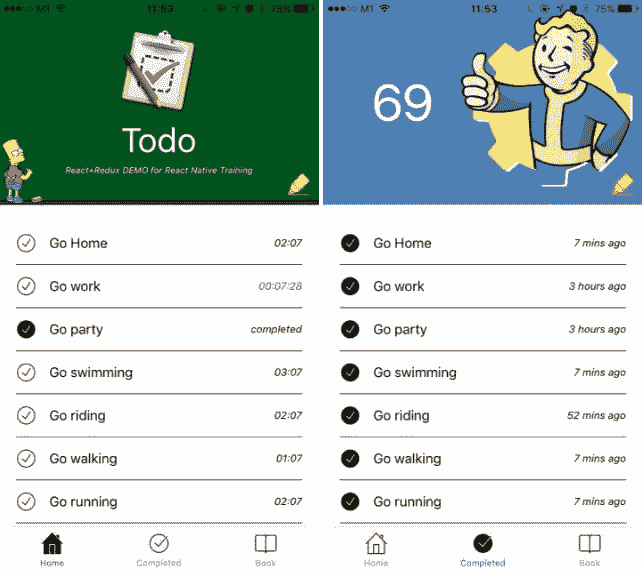 M1 11:53 75%
Todo
React+Redux DEMO for React Native Training
Go Home 02:07
Go work 00:07:28
Go party completed
Go swimming 03:07
Go riding 02:07
Go walking 01:07
Go running 02:07
Home Completed Book
M1 11:53 75%
69
Go Home 7 mins ago
Go work 3 hours ago
Go party 3 hours ago
Go swimming 7 mins ago
Go riding 52 mins ago
Go walking 7 mins ago
Go running 7 mins ago
Home Completed Book